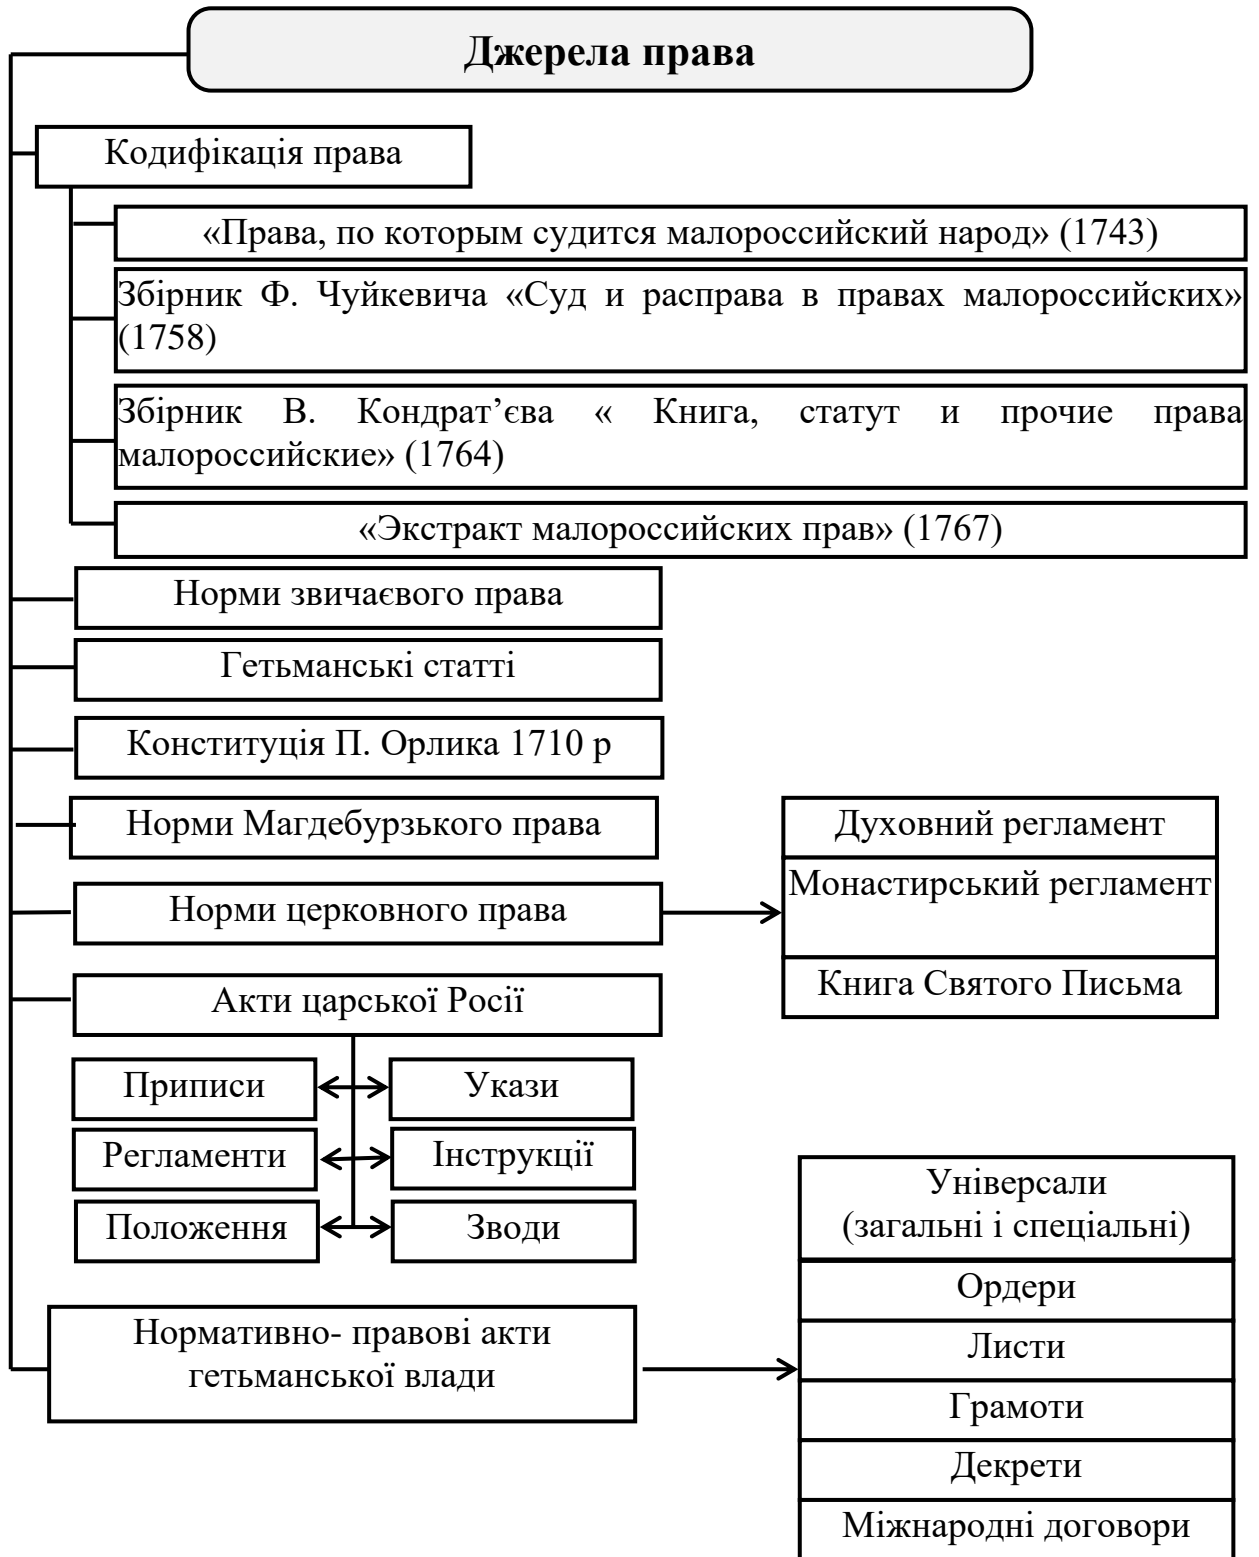 Джерела права
Кодифікація права
«Права, по которым судится малороссийский народ» (1743)
Збірник Ф. Чуйкевича «Суд и расправа в правах малороссийских»
(1758)
Збірник В. Кондрат’єва « Книга, статут и прочие права
малороссийские» (1764)
«Экстракт малороссийских прав» (1767)
Норми звичаєвого права
Гетьманські статті
Конституція П. Орлика 1710 р
Норми Магдебурзького права
Норми церковного права
Духовний регламент
Монастирський регламент
Книга Святого Письма
Акти царської Росії
Приписи
Укази
Регламенти
Інструкції
Положення
Зводи
Нормативно- правові акти
гетьманської влади
Універсали
(загальні і спеціальні)
Ордери
Листи
Грамоти
Декрети
Міжнародні договори